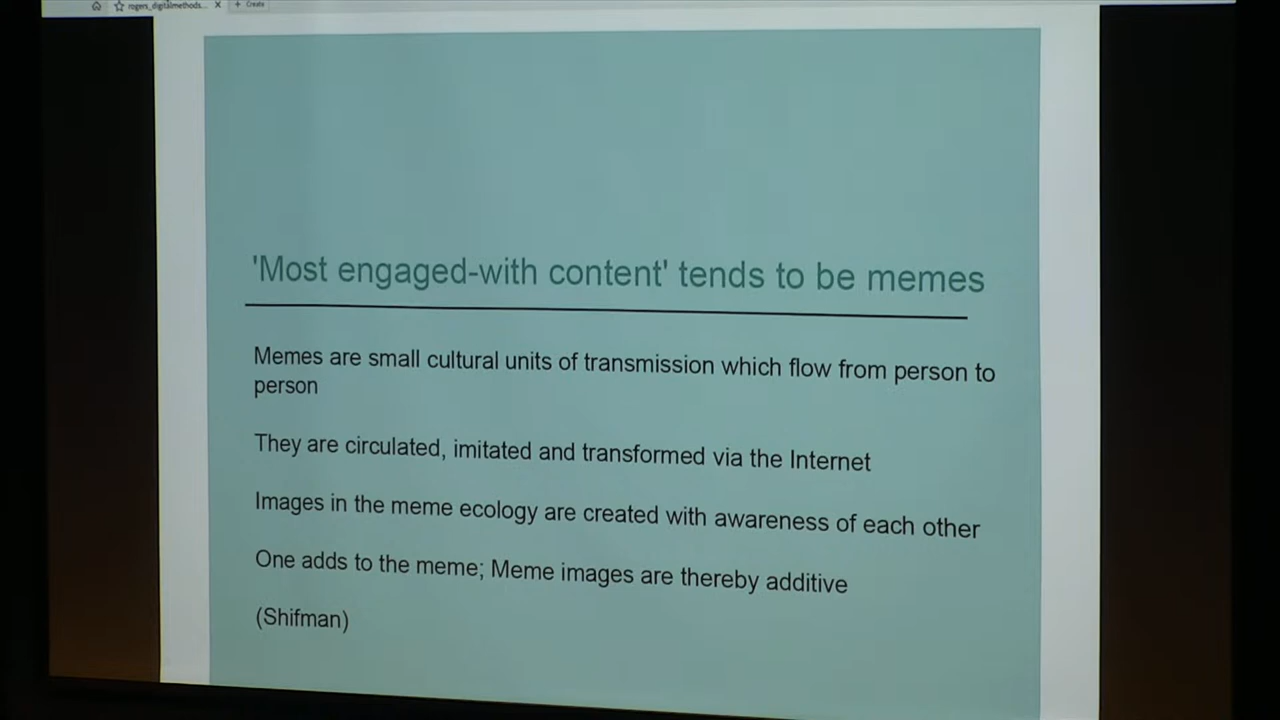 rogers_digitalmethods...
Create
'Most engaged-with content' tends to be memes
Memes are small cultural units of transmission which flow from person to
person
They are circulated, imitated and transformed via the Internet
Images in the meme ecology are created with awareness of each other
One adds to the meme; Meme images are thereby additive
(Shifman)